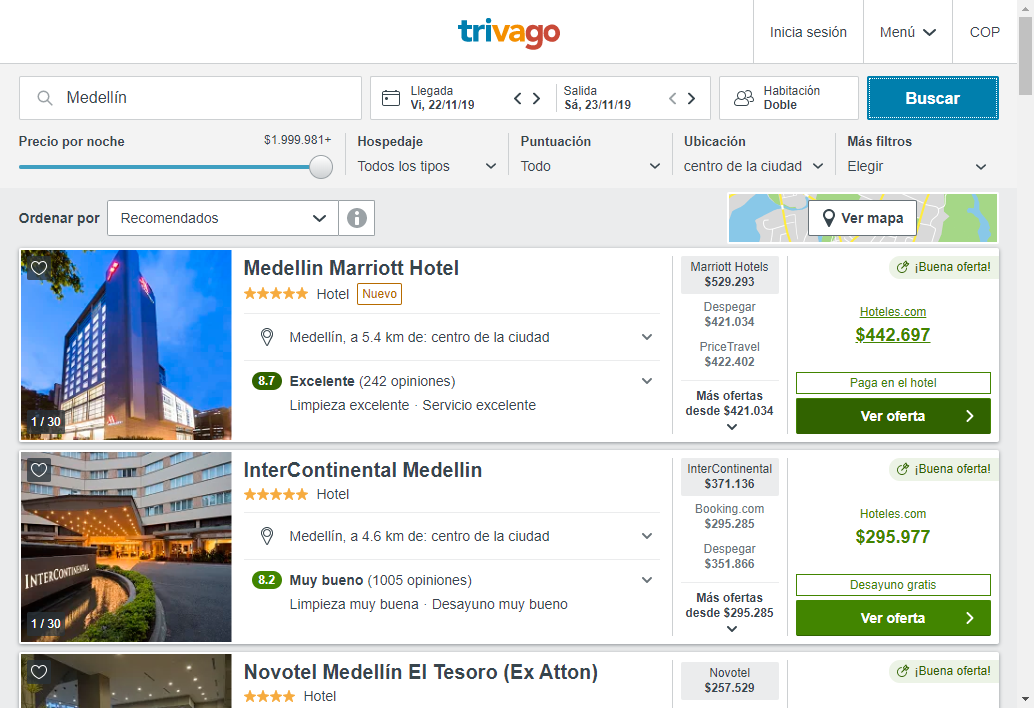 trivago
Inicia sesión
Menú
COP
Medellín
Llegada
Vi, 22/11/19
Salida
Sá, 23/11/19
Habitación
Doble
Buscar
Precio por noche
$1.999.981+
Hospedaje
Todos los tipos
Puntuación
Todo
Ubicación
centro de la ciudad
Más filtros
Elegir
Ordenar por
Recomendados
Ver mapa
1 / 30
Medellin Marriott Hotel
Hotel
Nuevo
Medellín, a 5.4 km de: centro de la ciudad
8.7 Excelente (242 opiniones)
Limpieza excelente · Servicio excelente
Marriott Hotels
$529.293
Despegar
$421.034
PriceTravel
$422.402
Más ofertas
desde $421.034
¡Buena oferta!
Hoteles.com
$442.697
Paga en el hotel
Ver oferta
INTERCONTINENTAL
1 / 30
InterContinental Medellin
Hotel
Medellín, a 4.6 km de: centro de la ciudad
8.2 Muy bueno (1005 opiniones)
Limpieza muy buena · Desayuno muy bueno
InterContinental
$371.136
Booking.com
$295.285
Despegar
$351.866
Más ofertas
desde $295.285
¡Buena oferta!
Hoteles.com
$295.977
Desayuno gratis
Ver oferta
Novotel Medellín El Tesoro (Ex Atton)
Hotel
Novotel
$257.529
¡Buena oferta!